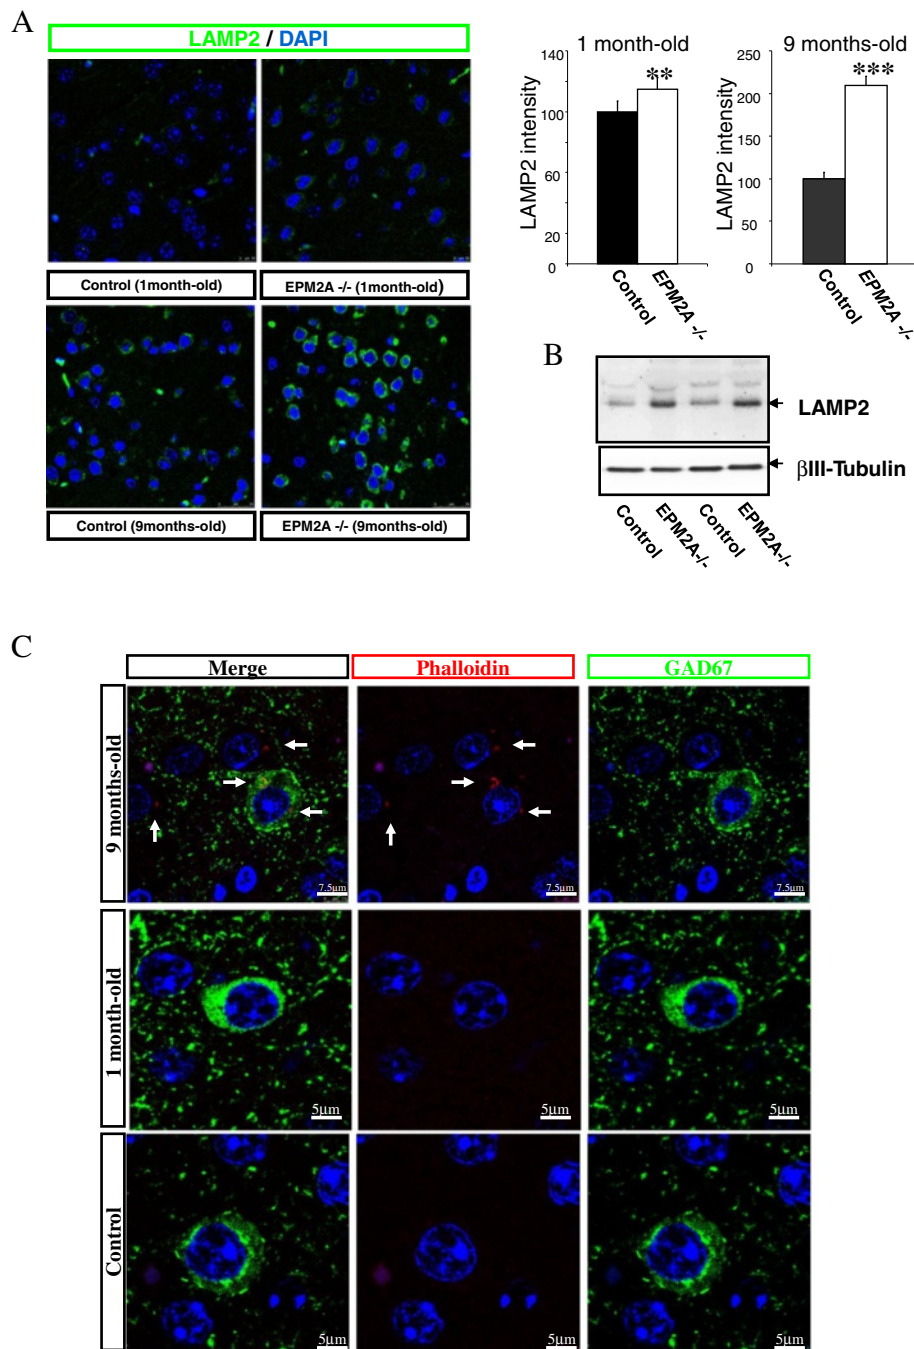 A
LAMP2 / DAPI
Control (1month-old)
EPM2A -/- (1month-old)
Control (9months-old)
EPM2A -/- (9months-old)
1 month-old
LAMP2 intensity
140
120
100
80
60
40
20
0
**
Control
EPM2A -/-
9 months-old
LAMP2 intensity
250
200
150
100
50
0
***
Control
EPM2A -/-
B
LAMP2
βIII-Tubulin
Control
EPM2A-/-
Control
EPM2A-/-
C
Merge
Phalloidin
GAD67
9 months-old
7.5µm
7.5µm
7.5µm
1 month-old
5µm
5µm
5µm
Control
5µm
5µm
5µm